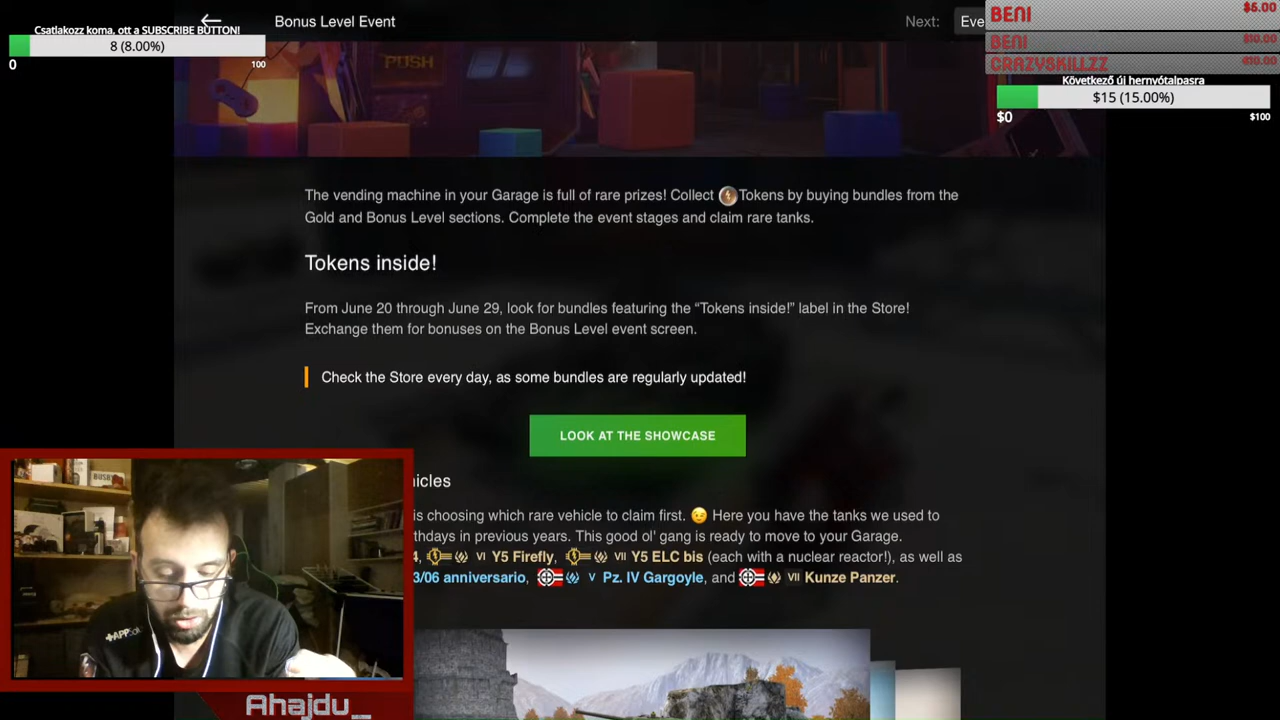 Bonus Level Event
Next:
Csatlakozz koma, ott a SUBSCRIBE BUTTON!
8 (8.00%)
0
100
BENI $5.00
BENI $10.00
CRAZYSKILLZZ $10.00
Következő új hernyótalpasra
$15 (15.00%)
$0
$100
PUSH
The vending machine in your Garage is full of rare prizes! Collect Tokens by buying bundles from the
Gold and Bonus Level sections. Complete the event stages and claim rare tanks.
Tokens inside!
From June 20 through June 29, look for bundles featuring the “Tokens inside!” label in the Store!
Exchange them for bonuses on the Bonus Level event screen.
Check the Store every day, as some bundles are regularly updated!
LOOK AT THE SHOWCASE
is choosing which rare vehicle to claim first. 😉 Here you have the tanks we used to
in previous years. This good ol' gang is ready to move to your Garage.
VI Y5 Firefly, VII Y5 ELC bis (each with a nuclear reactor!), as well as
3/06 anniversario, V Pz. IV Gargoyle, and VII Kunze Panzer.
Ahajdu_